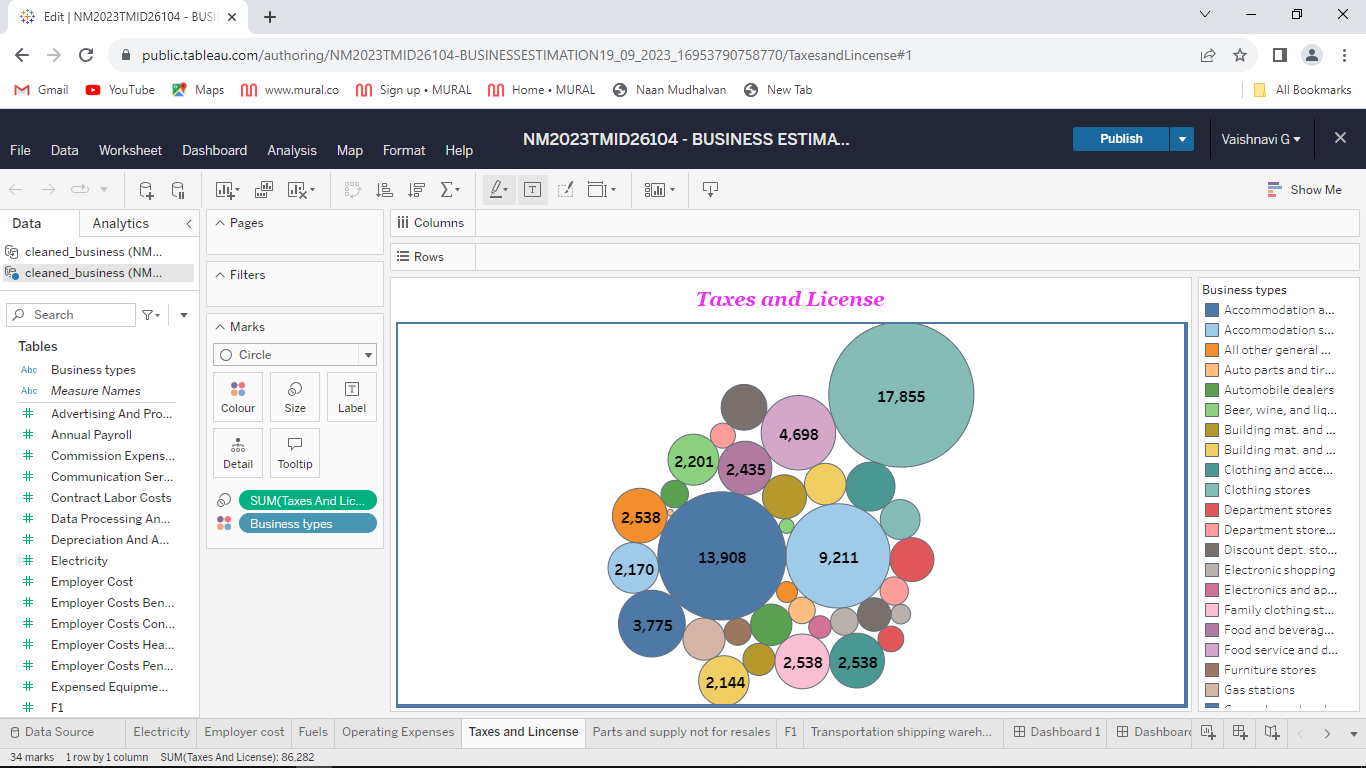 Edit | NM2023TMID26104 - BUSI
public.tableau.com/authoring/NM2023TMID26104-BUSINESSESTIMATION19_09_2023_16953790758770/TaxesandLincense#1
Gmail YouTube Maps www.mural.co Sign up • MURAL Home • MURAL Naan Mudhalvan New Tab All Bookmarks
NM2023TMID26104 - BUSINESS ESTIMA...
File Data Worksheet Dashboard Analysis Map Format Help
Publish Vaishnavi G
Show Me
Data Analytics
cleaned_business (NM...
cleaned_business (NM...
Search
Tables
Abc Business types
Abc Measure Names
Advertising And Pro...
Annual Payroll
Commission Expens...
Communication Ser...
Contract Labor Costs
Data Processing An...
Depreciation And A...
Electricity
Employer Cost
Employer Costs Ben...
Employer Costs Con...
Employer Costs Hea...
Employer Costs Pen...
Expensed Equipme...
F1
Pages
Filters
Marks
Circle
Colour Size Label
Detail Tooltip
SUM(Taxes And Lic...
Business types
Columns
Rows
Taxes and License
17,855
4,698
2,201
2,435
2,538
13,908
9,211
2,170
3,775
2,538
2,538
2,144
Business types
Accommodation a...
Accommodation s...
All other general ...
Auto parts and tir...
Automobile dealers
Beer, wine, and liq...
Building mat. and ...
Building mat. and ...
Clothing and acce...
Clothing stores
Department stores
Department store...
Discount dept. sto...
Electronic shopping
Electronics and ap...
Family clothing st...
Food and beverag...
Food service and d...
Furniture stores
Gas stations
Data Source Electricity Employer cost Fuels Operating Expenses Taxes and Lincense Parts and supply not for resales F1 Transportation shipping wareh... Dashboard 1 Dashboard
34 marks 1 row by 1 column SUM(Taxes And License): 86,282